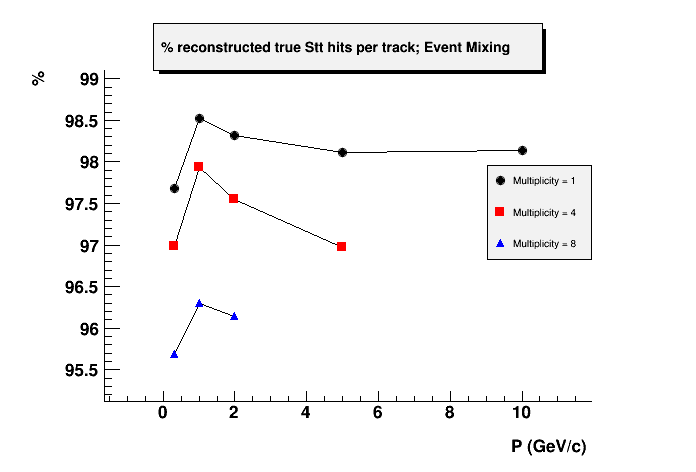 % reconstructed true Stt hits per track; Event Mixing
%
99
98.5
98
97.5
97
96.5
96
95.5
Multiplicity = 1
Multiplicity = 4
Multiplicity = 8
0 2 4 6 8 10
P (GeV/c)